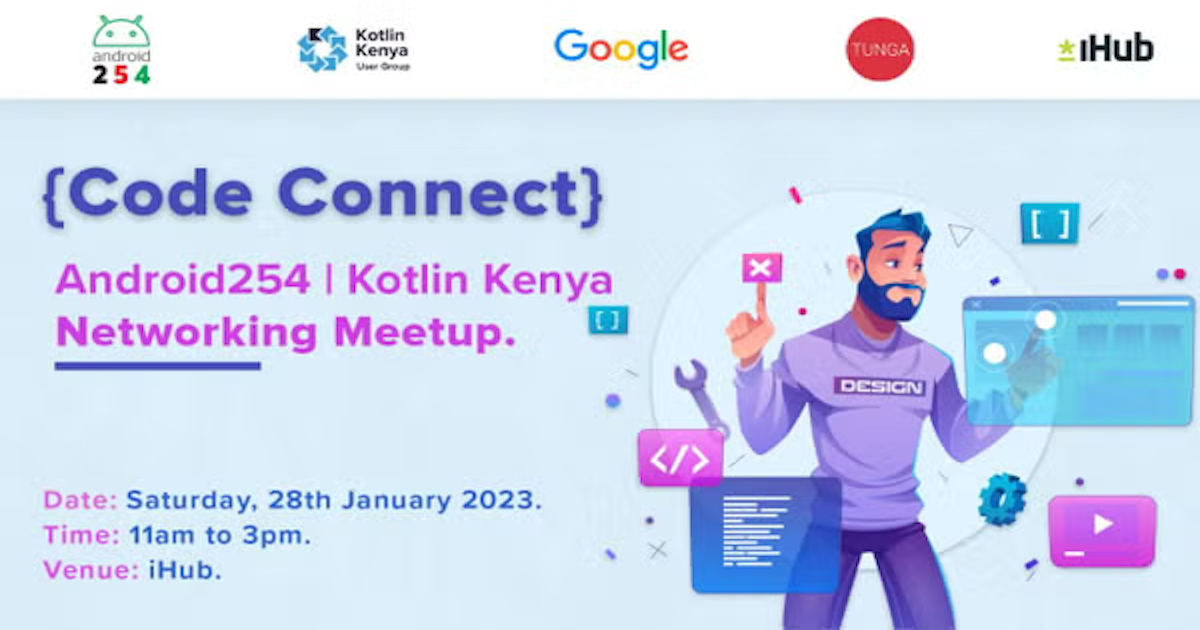 android
254
Kotlin
Kenya
User Group
Google
TUNGA
iHub
{Code Connect}
Android254 | Kotlin Kenya
Networking Meetup.
[ ]
[ ]
DESIGN
</>
Date: Saturday, 28th January 2023.
Time: 11am to 3pm.
Venue: iHub.